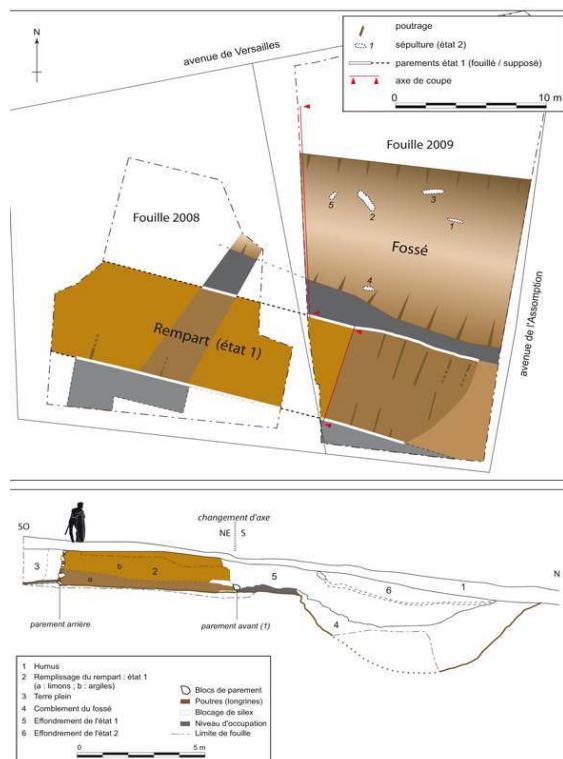 poutrage
1 sépulture (état 2)
parements état 1 (fouillé / supposé)
axe de coupe
0 10 m
N
avenue de Versailles
Fouille 2009
Fouille 2008
5
2
3
1
Fossé
4
Rempart (état 1)
avenue de l'Assomption
changement d'axe
SO
NE S
N
3
b
2
a
5
6
1
4
parement arrière
parement avant (1)
1 Humus
2 Remplissage du rempart : état 1
(a : limons ; b : argiles)
3 Terre plein
4 Comblement du fossé
5 Effondrement de l'état 1
6 Effondrement de l'état 2
Blocs de parement
Poutres (longrines)
Blocage de silex
Niveau d'occupation
Limite de fouille
0 5 m